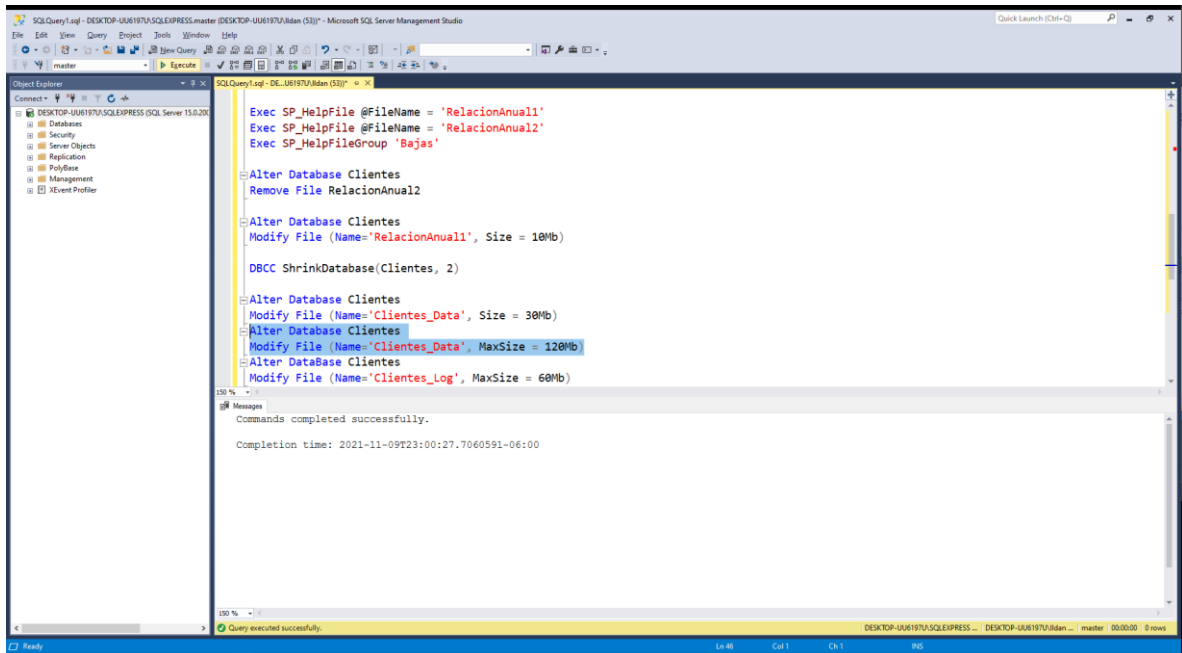 SQLQuery1.sql - DESKTOP-UU6197U\SQLEXPRESS.master (DESKTOP-UU6197U\Ildan (53))* - Microsoft SQL Server Management Studio
Quick Launch (Ctrl+Q)
File Edit View Query Project Tools Window Help
New Query
master
Execute
Object Explorer
SQLQuery1.sql - DE...UU6197U\Ildan (53))*
Connect
DESKTOP-UU6197U\SQLEXPRESS (SQL Server 15.0.200
Databases
Security
Server Objects
Replication
PolyBase
Management
XEvent Profiler
Exec SP_HelpFile @FileName = 'RelacionAnual1'
Exec SP_HelpFile @FileName = 'RelacionAnual2'
Exec SP_HelpFileGroup 'Bajas'
Alter Database Clientes
Remove File RelacionAnual2
Alter Database Clientes
Modify File (Name='RelacionAnual1', Size = 10Mb)
DBCC ShrinkDatabase(Clientes, 2)
Alter Database Clientes
Modify File (Name='Clientes_Data', Size = 30Mb)
Alter Database Clientes
Modify File (Name='Clientes_Data', MaxSize = 120Mb)
Alter DataBase Clientes
Modify File (Name='Clientes_Log', MaxSize = 60Mb)
150 %
Messages
Commands completed successfully.
Completion time: 2021-11-09T23:00:27.7060591-06:00
150 %
Query executed successfully.
DESKTOP-UU6197U\SQLEXPRESS ... DESKTOP-UU6197U\Ildan ... master 00:00:00 0 rows
Ready
Ln 46 Col 1 Ch 1 INS